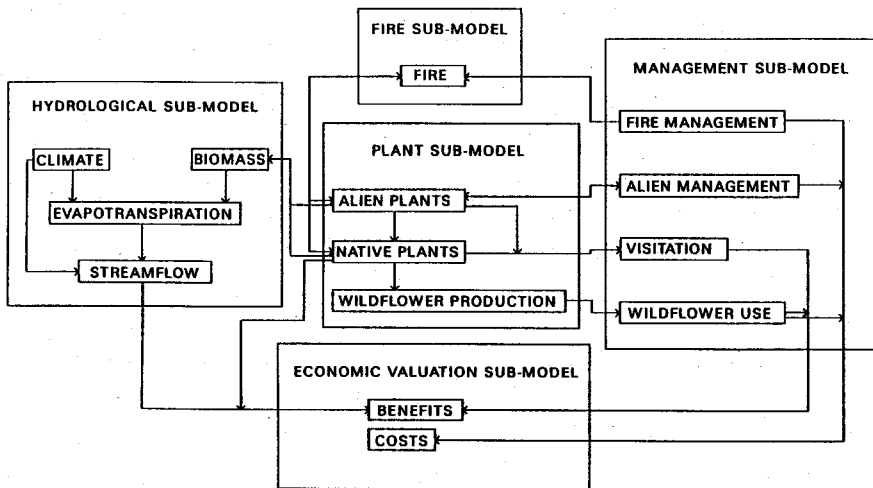 FIRE SUB-MODEL
FIRE
HYDROLOGICAL SUB-MODEL
CLIMATE
BIOMASS
EVAPOTRANSPIRATION
STREAMFLOW
PLANT SUB-MODEL
ALIEN PLANTS
NATIVE PLANTS
WILDFLOWER PRODUCTION
MANAGEMENT SUB-MODEL
FIRE MANAGEMENT
ALIEN MANAGEMENT
VISITATION
WILDFLOWER USE
ECONOMIC VALUATION SUB-MODEL
BENEFITS
COSTS